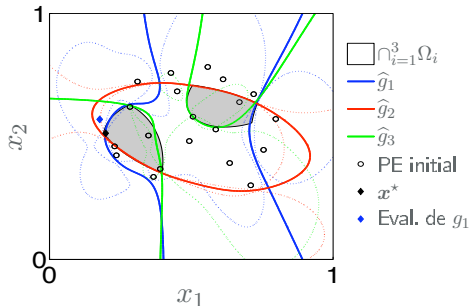 1
x₂
0
0
x₁
1
∩³ᵢ₌₁Ωᵢ
ĝ₁
ĝ₂
ĝ₃
PE initial
x⋆
Eval. de g₁